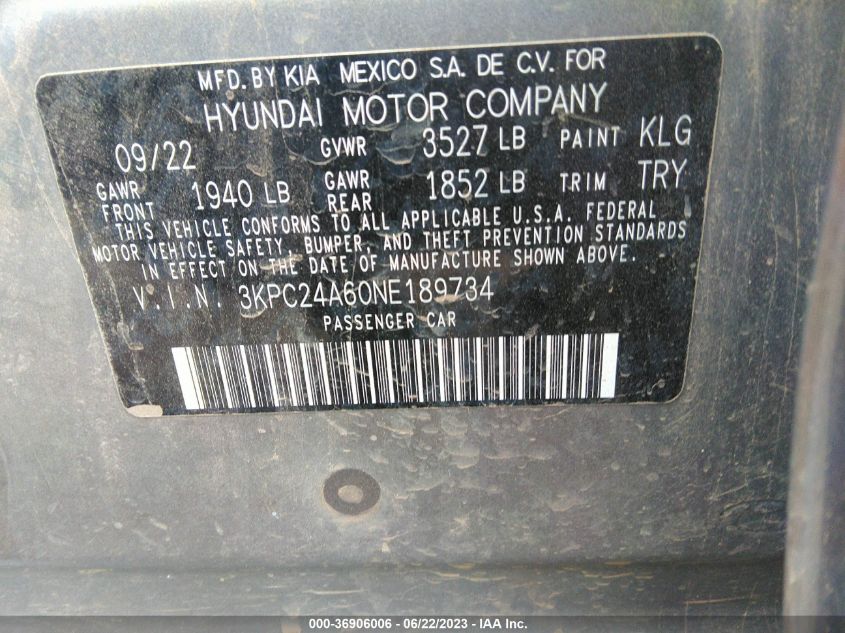 MFD. BY KIA MEXICO S.A. DE C.V. FOR
HYUNDAI MOTOR COMPANY
09/22 GVWR 3527 LB PAINT KLG
GAWR FRONT 1940 LB GAWR REAR 1852 LB TRIM TRY
THIS VEHICLE CONFORMS TO ALL APPLICABLE U.S.A. FEDERAL
MOTOR VEHICLE SAFETY, BUMPER, AND THEFT PREVENTION STANDARDS
IN EFFECT ON THE DATE OF MANUFACTURE SHOWN ABOVE.
V.I.N. 3KPC24A60NE189734
PASSENGER CAR
000-36906006 - 06/22/2023 - IAA Inc.